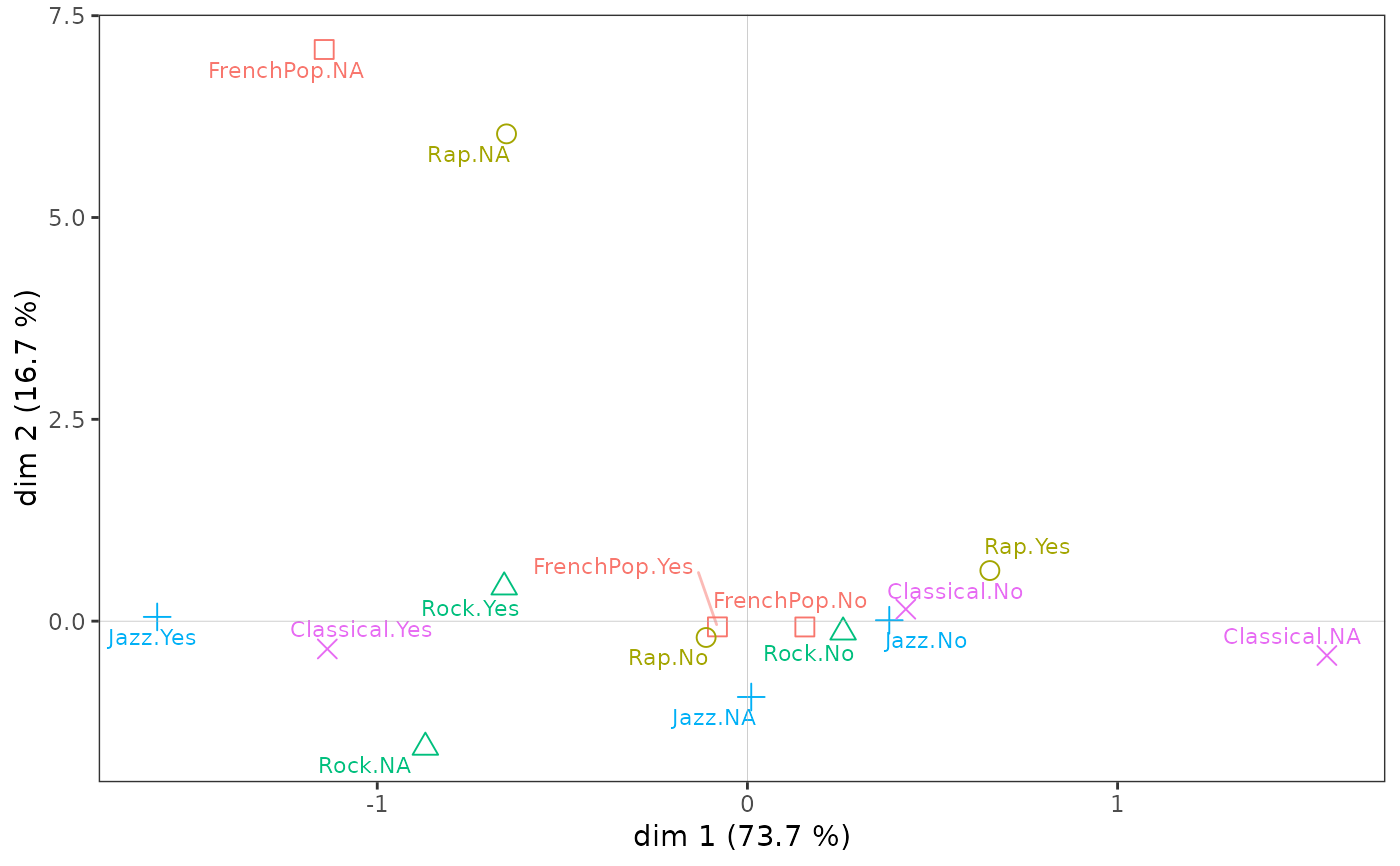 7.5
FrenchPop.NA
Rap.NA
5.0
dim 2 (16.7 %)
2.5
Rap.Yes
FrenchPop.Yes
Classical.No
FrenchPop.No
Rock.Yes
0.0
Classical.Yes
Jazz.Yes
Classical.NA
Jazz.No
Rock.No
Rap.No
Jazz.NA
Rock.NA
-1
0
1
dim 1 (73.7 %)